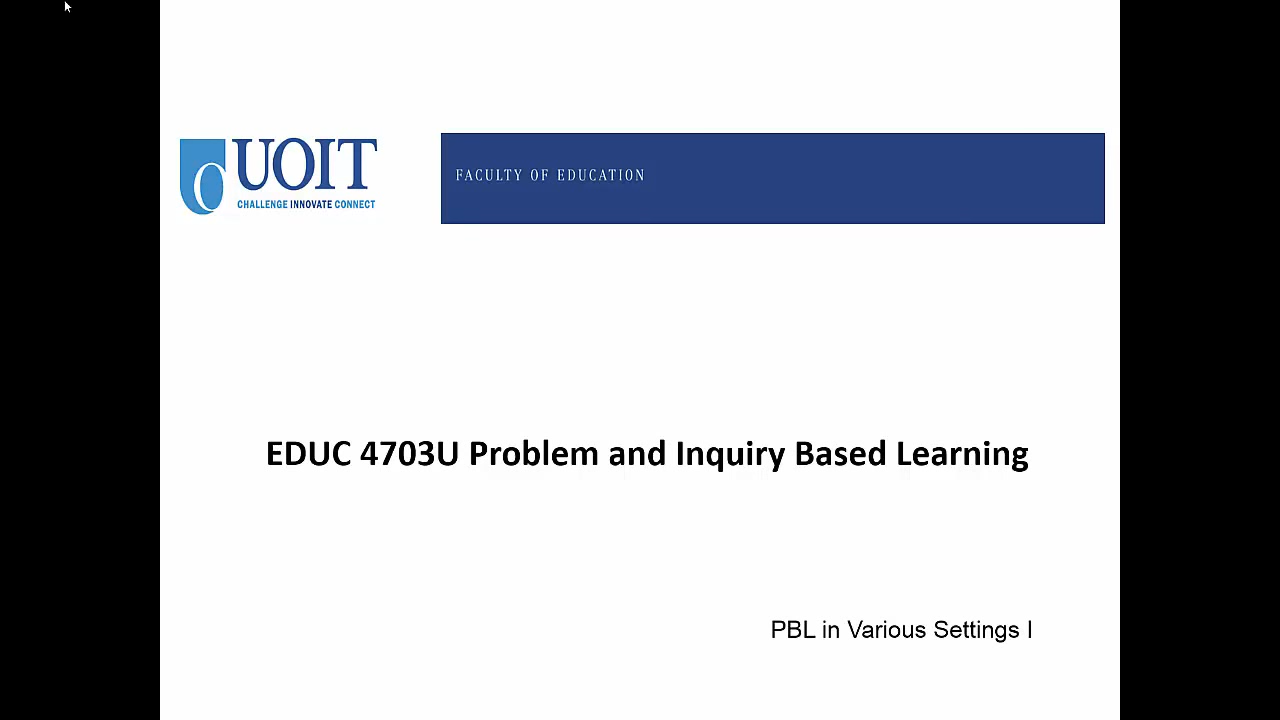 UOIT
CHALLENGE INNOVATE CONNECT
FACULTY OF EDUCATION
EDUC 4703U Problem and Inquiry Based Learning
PBL in Various Settings I